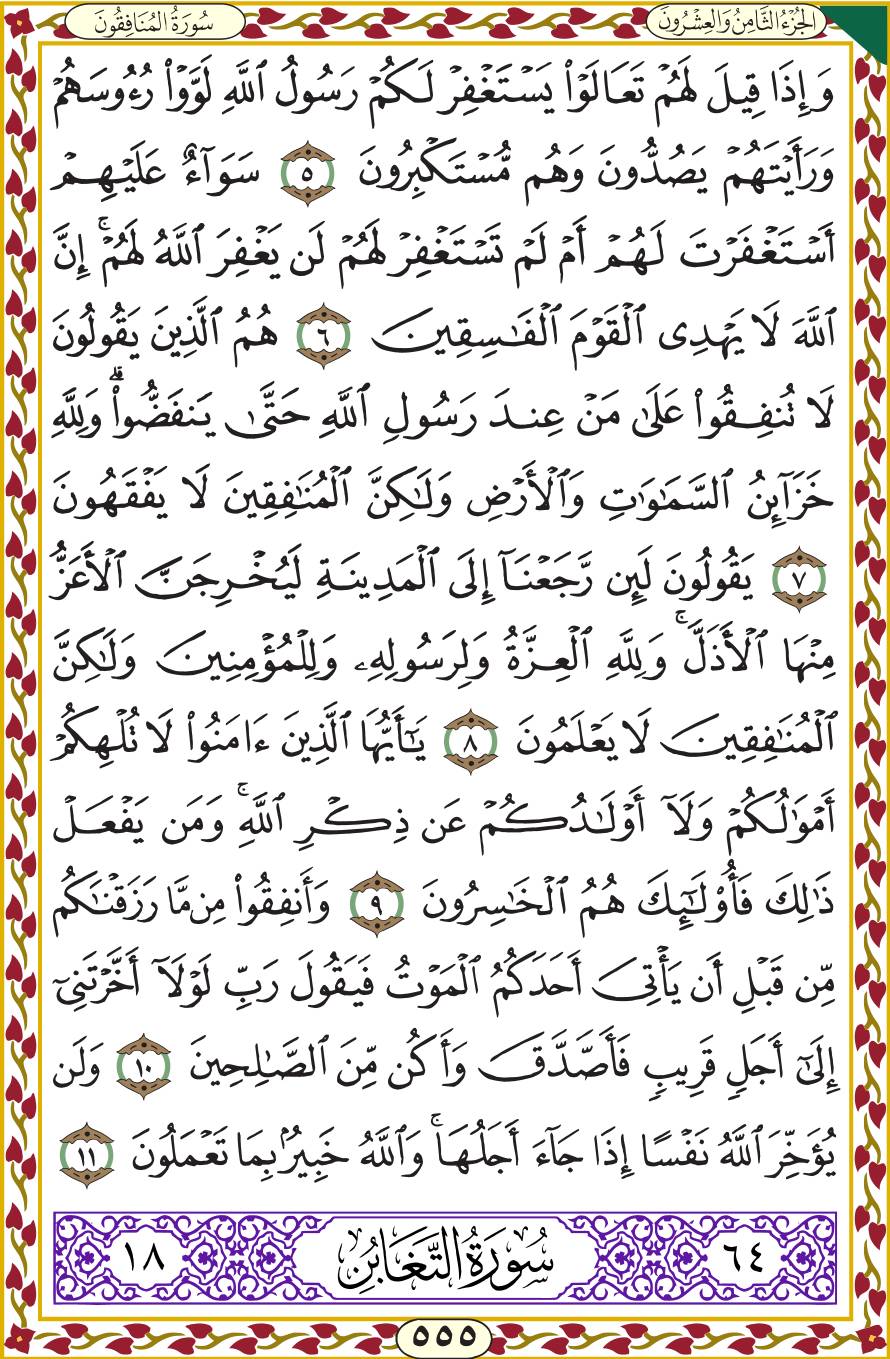 الجُزْءُ الثَّامِنُ وَالعِشْرُونَ
سُورَةُ المُنَافِقُونَ
وَإِذَا قِيلَ لَهُمۡ تَعَالَوۡاْ يَسۡتَغۡفِرۡ لَكُمۡ رَسُولُ ٱللَّهِ لَوَّوۡاْ رُءُوسَهُمۡ
وَرَأَيۡتَهُمۡ يَصُدُّونَ وَهُم مُّسۡتَكۡبِرُونَ ٥ سَوَآءٌ عَلَيۡهِمۡ
أَسۡتَغۡفَرۡتَ لَهُمۡ أَمۡ لَمۡ تَسۡتَغۡفِرۡ لَهُمۡ لَن يَغۡفِرَ ٱللَّهُ لَهُمۡۚ إِنَّ
ٱللَّهَ لَا يَهۡدِى ٱلۡقَوۡمَ ٱلۡفَٰسِقِينَ ٦ هُمُ ٱلَّذِينَ يَقُولُونَ
لَا تُنفِقُواْ عَلَىٰ مَنۡ عِندَ رَسُولِ ٱللَّهِ حَتَّىٰ يَنفَضُّواْۗ وَلِلَّهِ
خَزَآئِنُ ٱلسَّمَٰوَٰتِ وَٱلۡأَرۡضِ وَلَٰكِنَّ ٱلۡمُنَٰفِقِينَ لَا يَفۡقَهُونَ
٧ يَقُولُونَ لَئِن رَّجَعۡنَآ إِلَى ٱلۡمَدِينَةِ لَيُخۡرِجَنَّ ٱلۡأَعَزُّ
مِنۡهَا ٱلۡأَذَلَّۚ وَلِلَّهِ ٱلۡعِزَّةُ وَلِرَسُولِهِۦ وَلِلۡمُؤۡمِنِينَ وَلَٰكِنَّ
ٱلۡمُنَٰفِقِينَ لَا يَعۡلَمُونَ ٨ يَٰٓأَيُّهَا ٱلَّذِينَ ءَامَنُواْ لَا تُلۡهِكُمۡ
أَمۡوَٰلُكُمۡ وَلَآ أَوۡلَٰدُكُمۡ عَن ذِكۡرِ ٱللَّهِۚ وَمَن يَفۡعَلۡ
ذَٰلِكَ فَأُوْلَٰٓئِكَ هُمُ ٱلۡخَٰسِرُونَ ٩ وَأَنفِقُواْ مِن مَّا رَزَقۡنَٰكُم
مِّن قَبۡلِ أَن يَأۡتِىَ أَحَدَكُمُ ٱلۡمَوۡتُ فَيَقُولَ رَبِّ لَوۡلَآ أَخَّرۡتَنِىٓ
إِلَىٰٓ أَجَلٖ قَرِيبٖ فَأَصَّدَّقَ وَأَكُن مِّنَ ٱلصَّٰلِحِينَ ١٠ وَلَن
يُؤَخِّرَ ٱللَّهُ نَفۡسًا إِذَا جَآءَ أَجَلُهَاۚ وَٱللَّهُ خَبِيرُۢ بِمَا تَعۡمَلُونَ ١١
٦٤ سُورَةُ التَّغَابُنِ ١٨
٥٥٥